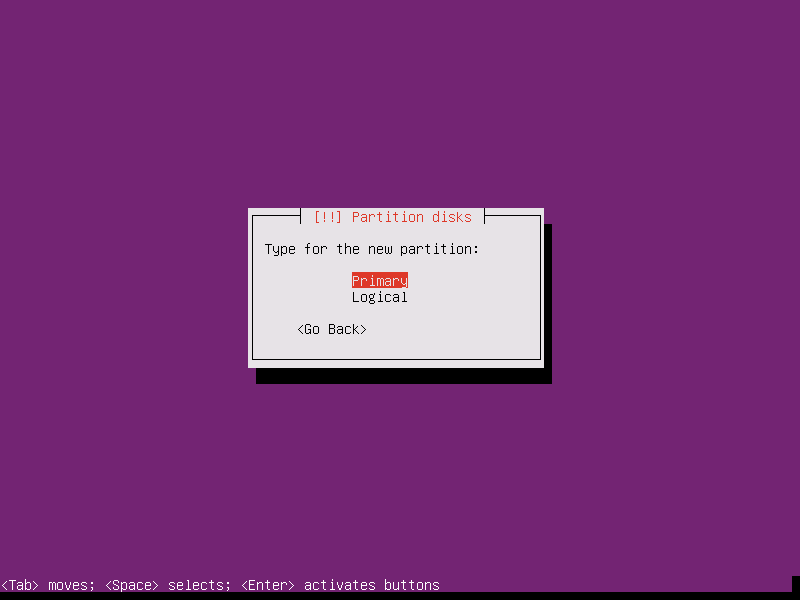 [!!] Partition disks
Type for the new partition:
Primary
Logical
<Go Back>
<Tab> moves; <Space> selects; <Enter> activates buttons